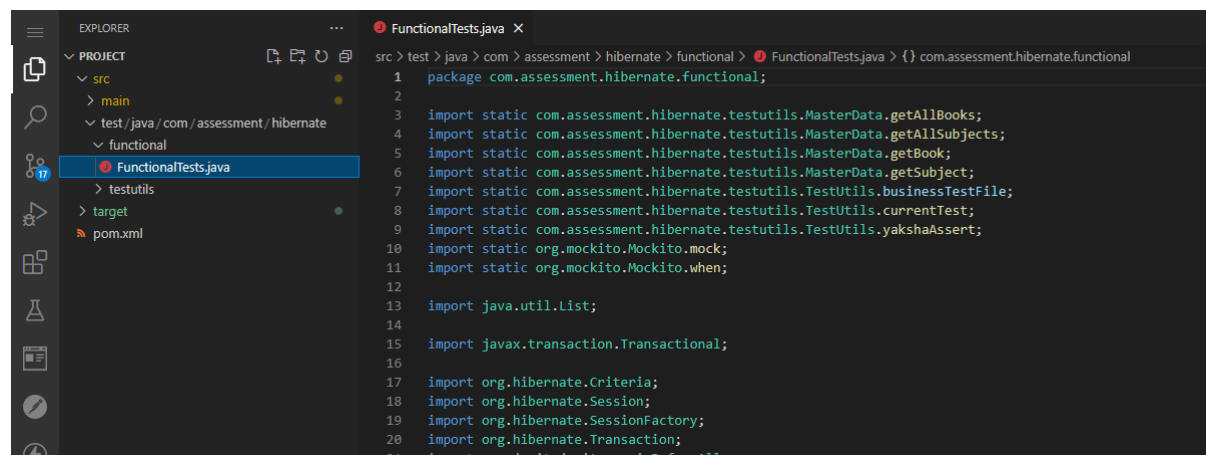 EXPLORER
...
PROJECT
src
main
test/java/com/assessment/hibernate
functional
FunctionalTests.java
testutils
target
pom.xml
17
FunctionalTests.java
src > test > java > com > assessment > hibernate > functional > FunctionalTests.java > {} com.assessment.hibernate.functional
1 package com.assessment.hibernate.functional;
2
3 import static com.assessment.hibernate.testutils.MasterData.getAllBooks;
4 import static com.assessment.hibernate.testutils.MasterData.getAllSubjects;
5 import static com.assessment.hibernate.testutils.MasterData.getBook;
6 import static com.assessment.hibernate.testutils.MasterData.getSubject;
7 import static com.assessment.hibernate.testutils.TestUtils.businessTestFile;
8 import static com.assessment.hibernate.testutils.TestUtils.currentTest;
9 import static com.assessment.hibernate.testutils.TestUtils.yakshaAssert;
10 import static org.mockito.Mockito.mock;
11 import static org.mockito.Mockito.when;
12
13 import java.util.List;
14
15 import javax.transaction.Transactional;
16
17 import org.hibernate.Criteria;
18 import org.hibernate.Session;
19 import org.hibernate.SessionFactory;
20 import org.hibernate.Transaction;